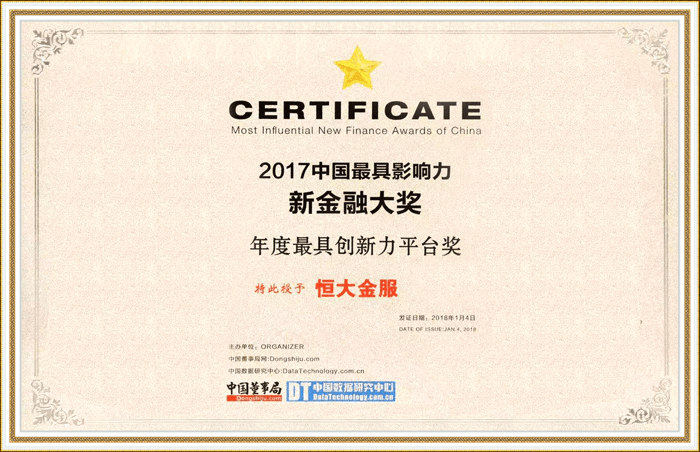 CERTIFICATE
Most Influential New Finance Awards of China
2017中国最具影响力
新金融大奖
年度最具创新力平台奖
特此授予 恒大金服
发证日期：2018年1月4日
DATE OF ISSUE:JAN.4, 2018
主办单位：ORGANIZER
中国董事局网:Dongshiju.com
中国数据研究中心:DataTechnology.com.cn
中国董事局
Dongshiju.com
DT 中国数据研究中心
DataTechnology.com.cn